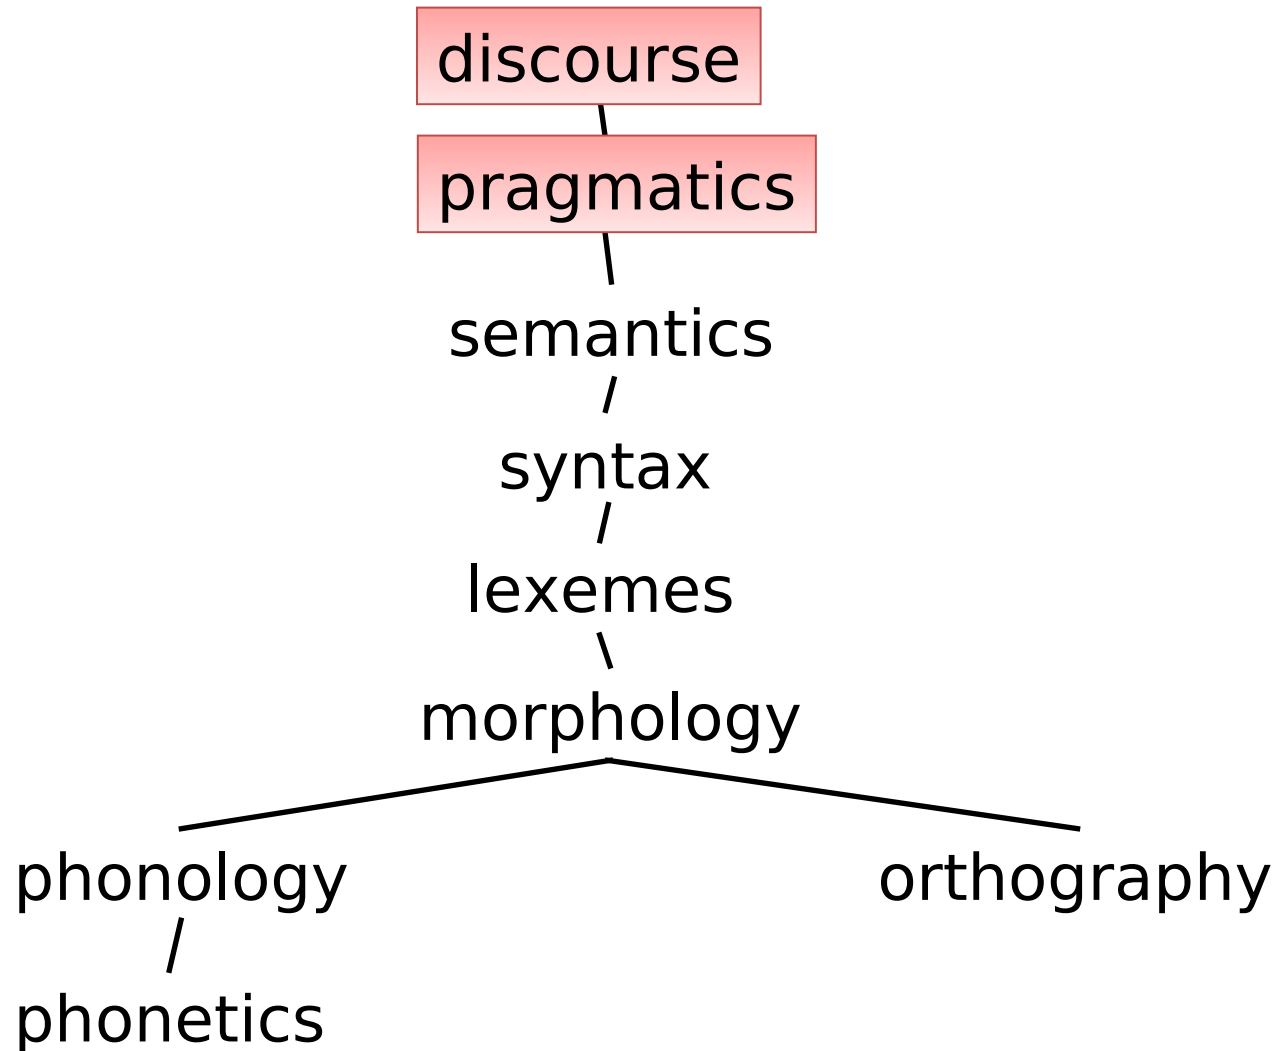 discourse
pragmatics
semantics
syntax
lexemes
morphology
phonology
orthography
phonetics